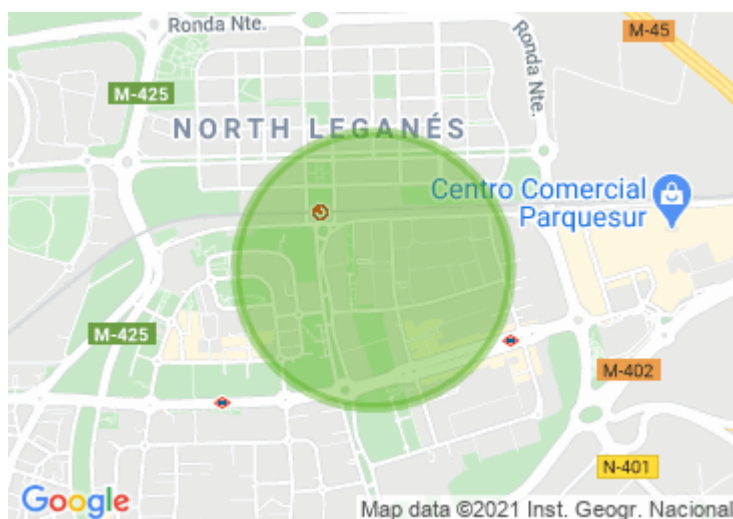 Ronda Nte.
M-45
Ronda Nte.
M-425
NORTH LEGANÉS
Centro Comercial
Parquesur
M-425
M-402
N-401
Google
Map data ©2021 Inst. Geogr. Nacional